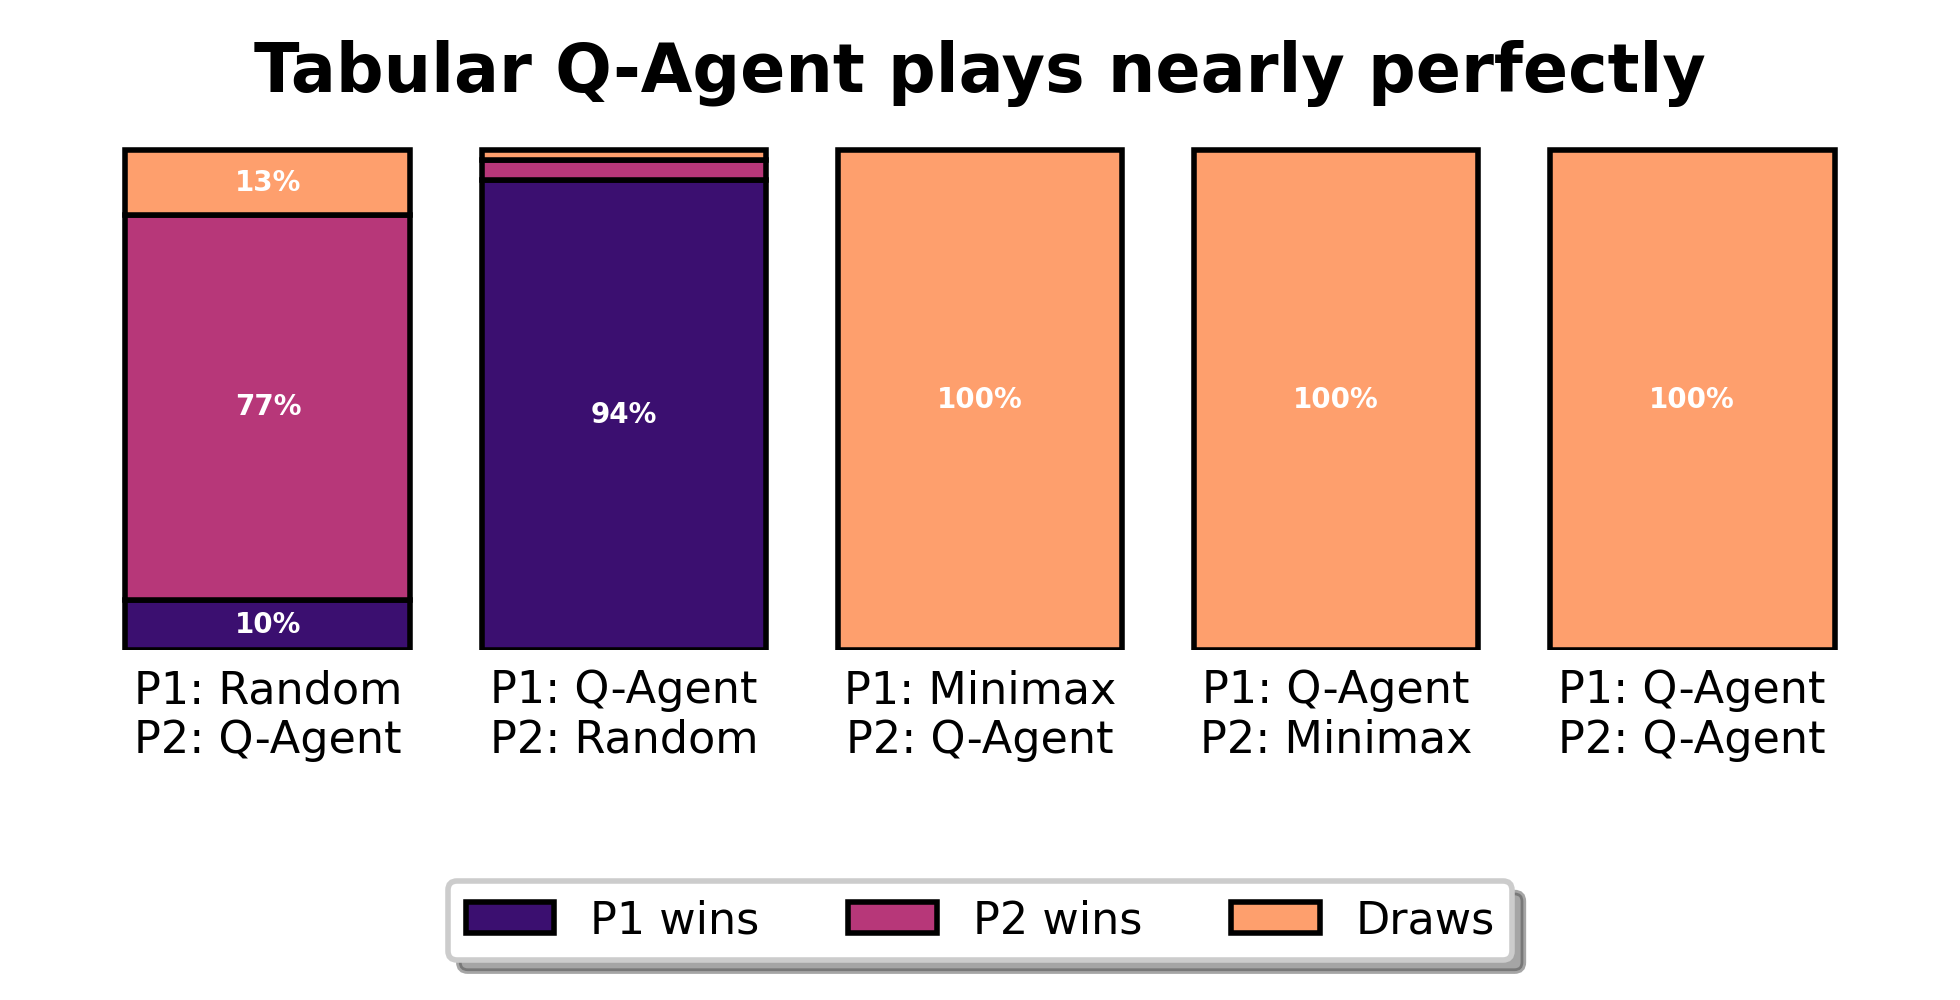 Tabular Q-Agent plays nearly perfectly
13%
77%
10%
94%
100%
100%
100%
P1: Random
P2: Q-Agent
P1: Q-Agent
P2: Random
P1: Minimax
P2: Q-Agent
P1: Q-Agent
P2: Minimax
P1: Q-Agent
P2: Q-Agent
P1 wins
P2 wins
Draws